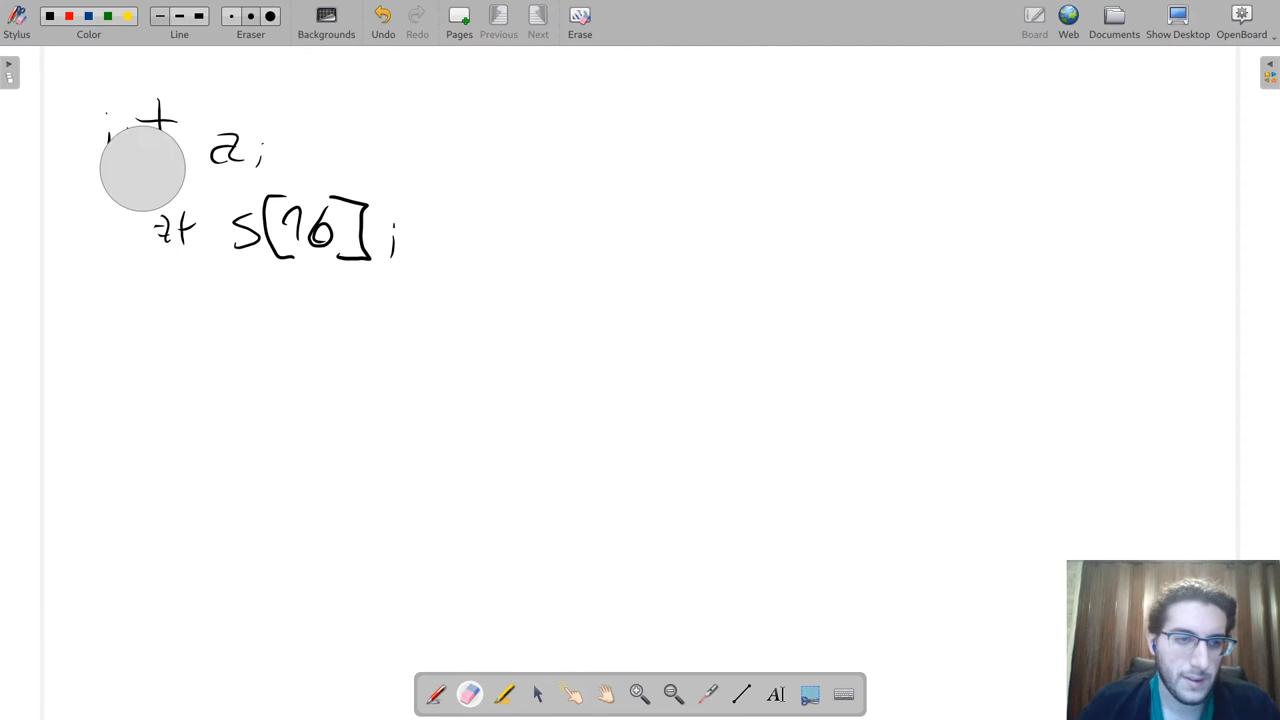 Stylus
Color
Line
Eraser
Backgrounds
Undo
Redo
Pages
Previous
Next
Erase
Board
Web
Documents
Show Desktop
OpenBoard
a;
s[16];